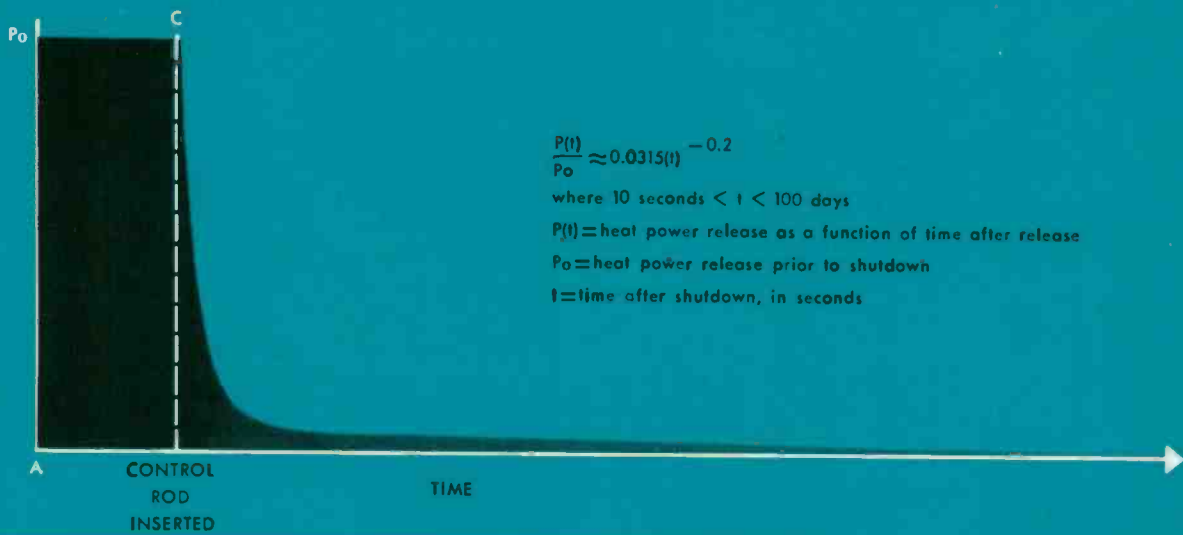 C
Po
P(t)/Po ≈ 0.0315(t)^−0.2
where 10 seconds < t < 100 days
P(t) = heat power release as a function of time after release
Po = heat power release prior to shutdown
t = time after shutdown, in seconds
A
CONTROL
ROD
INSERTED
TIME